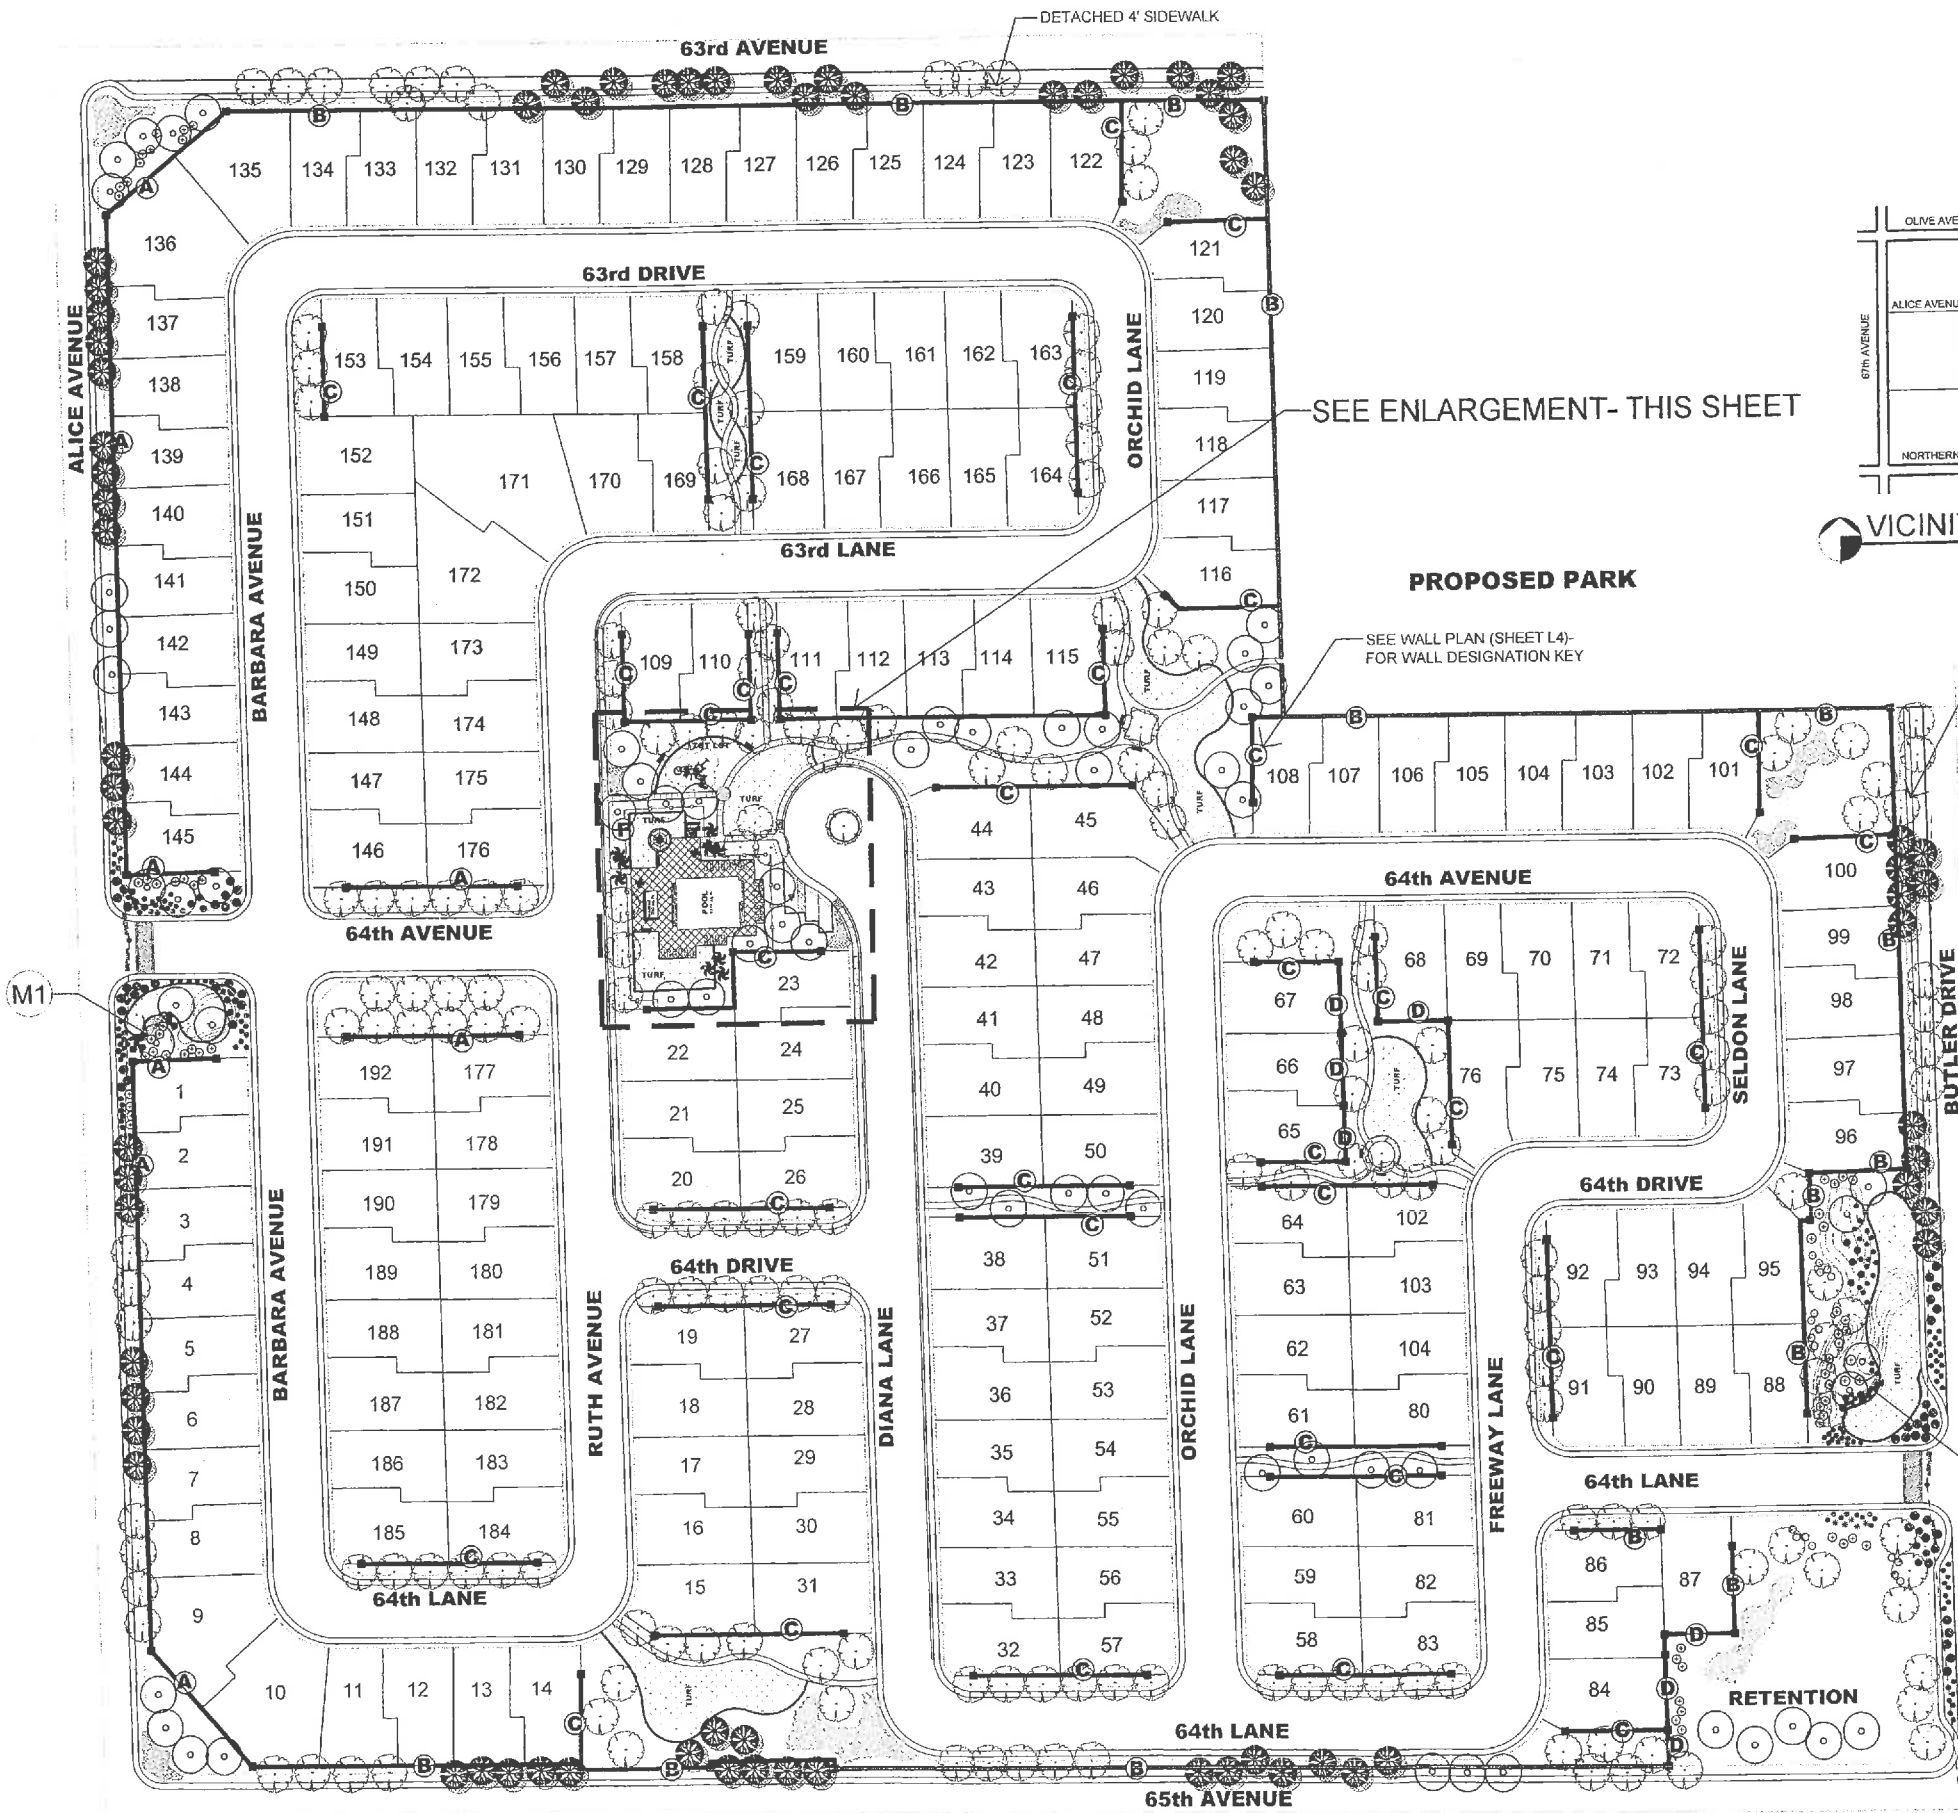 DETACHED 4' SIDEWALK
63rd AVENUE
B
B
B
C
135 134 133 132 131 130 129 128 127 126 125 124 123 122
A
136
C
121
OLIVE AVE
63rd DRIVE
120
B
ALICE AVENU
137
ALICE AVENUE
ORCHID LANE
67th AVENUE
153 154 155 156 157 158
TURF
159 160 161 162 163
119
138
C
C
C
SEE ENLARGEMENT- THIS SHEET
TURF
A
139
152
TURF
118
NORTHERN
171 170 169
C
168 167 166 165 164
117
140
151
BARBARA AVENUE
VICINI
63rd LANE
141
150
172
116
PROPOSED PARK
C
142
149
173
109 110 111 112 113 114 115
SEE WALL PLAN (SHEET L4)-
FOR WALL DESIGNATION KEY
C
C
C
C
TURF
143
148
174
C
B
B
TOT LOT
C
C
144
147
175
108 107 106 105 104 103 102 101
TURF
C
TURF
145
146
176
TURF
F
44
45
C
A
A
100
64th AVENUE
43
46
POOL
64th AVENUE
99
B
C
42
47
68 69 70 71 72
M1
TURF
23
C
67
D
C
D
SELDON LANE
98
41
48
BUTLER DRIVE
A
A
22
24
66
D
TURF
C
97
1
192
177
40
49
76 75 74 73
21
25
C
65
D
96
2
A
191
178
39
50
C
B
20
26
C
C
C
64th DRIVE
B
190
179
3
C
C
64
102
BARBARA AVENUE
64th DRIVE
38
51
92 93 94 95
4
189
180
63
103
C
5
188
181
19
27
37
52
RUTH AVENUE
DIANA LANE
ORCHID LANE
62
104
FREEWAY LANE
C
B
TURF
6
187
182
18
28
36
53
61
80
91 90 89 88
C
7
186
183
17
29
35
54
C
64th LANE
8
185
184
16
30
34
55
60
81
C
B
64th LANE
15
31
33
56
59
82
86
87
B
9
85
C
D
32
57
58
83
C
C
A
10 11 12 13 14
84
D
RETENTION
TURF
C
64th LANE
C
D
B
B
B
65th AVENUE